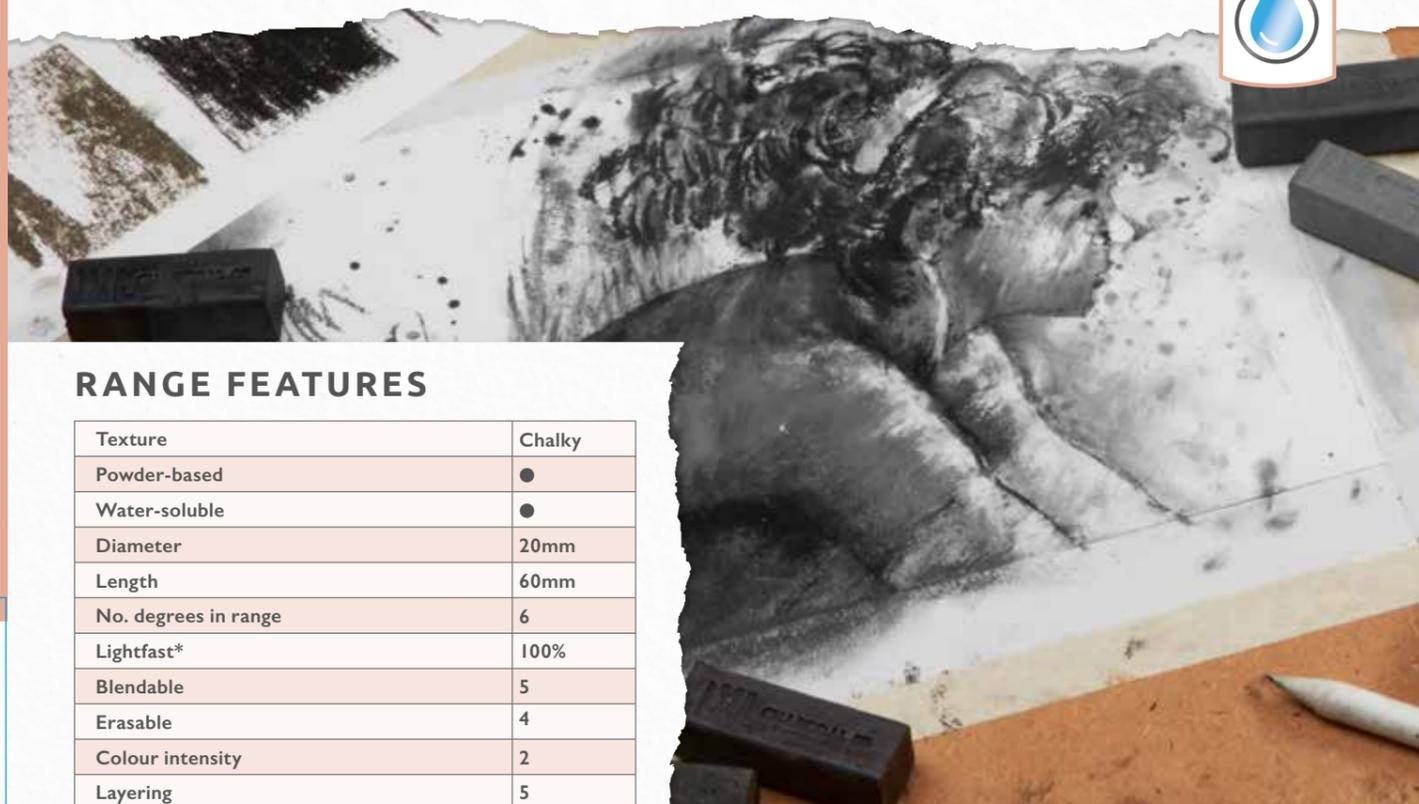 RANGE FEATURES
Texture Chalky
Powder-based ●
Water-soluble ●
Diameter 20mm
Length 60mm
No. degrees in range 6
Lightfast* 100%
Blendable 5
Erasable 4
Colour intensity 2
Layering 5